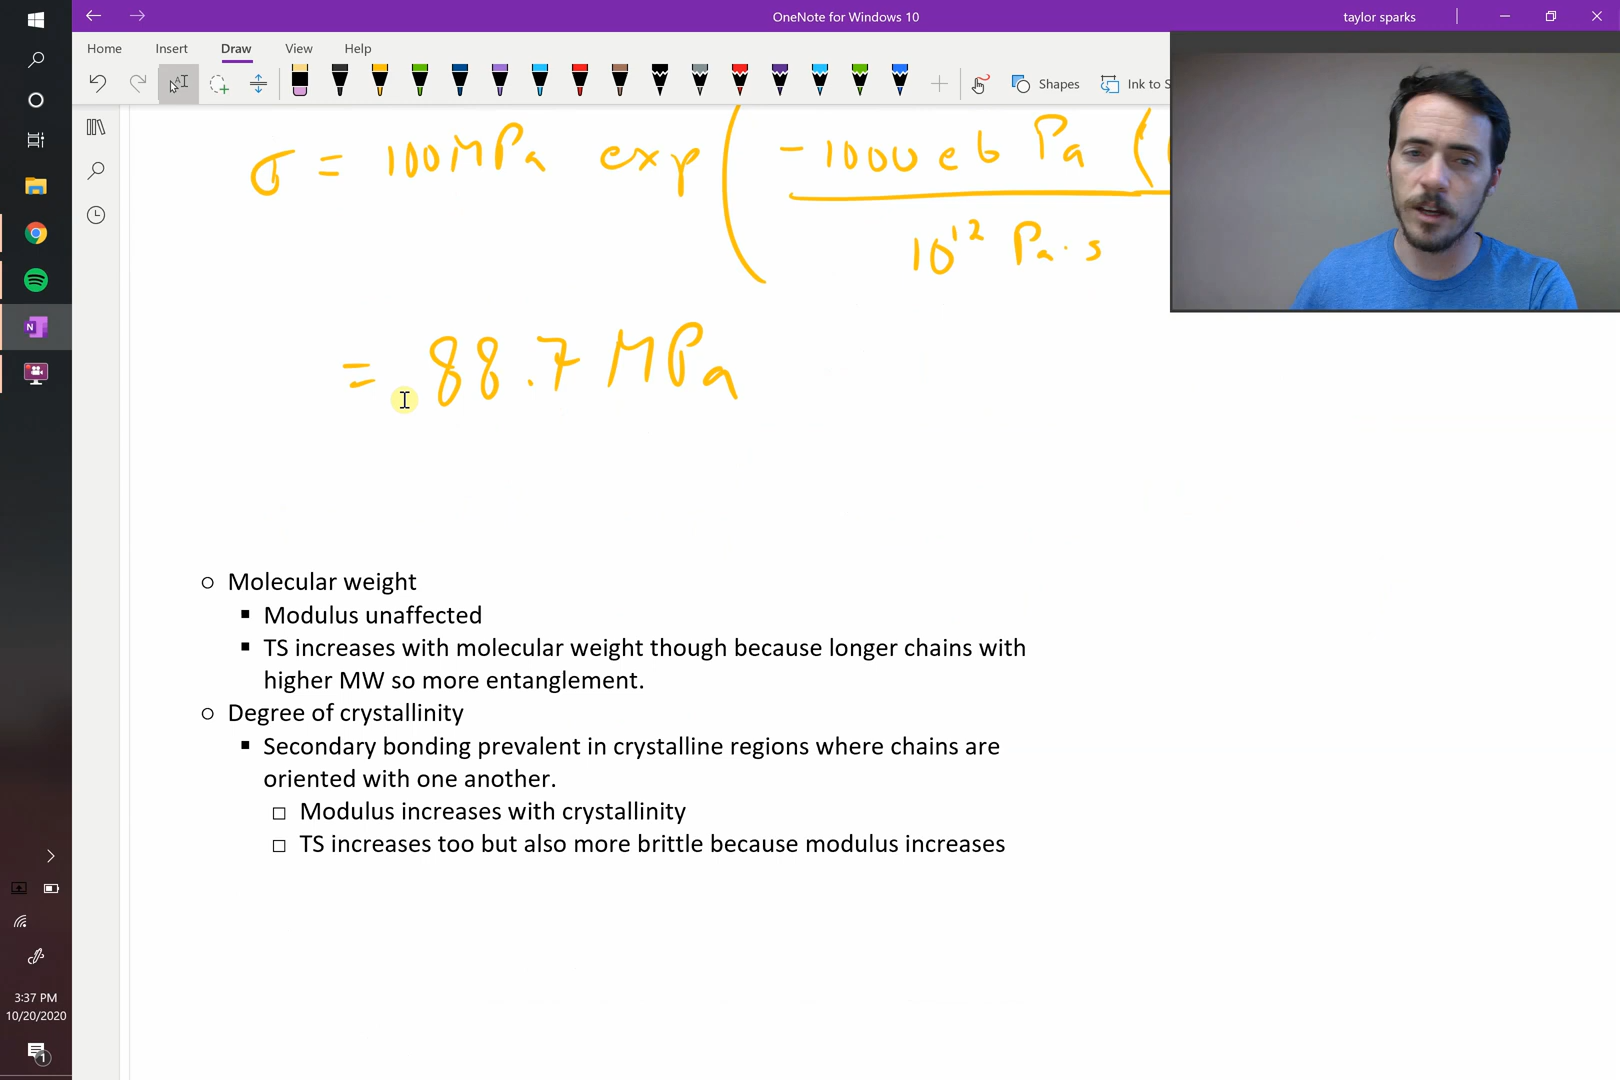 OneNote for Windows 10
taylor sparks
Home Insert Draw View Help
Shapes
Ink to S
σ = 100 MPa exp ( -1000 e6 Pa (
10^12 Pa·s
= 88.7 MPa
Molecular weight
Modulus unaffected
TS increases with molecular weight though because longer chains with
higher MW so more entanglement.
Degree of crystallinity
Secondary bonding prevalent in crystalline regions where chains are
oriented with one another.
Modulus increases with crystallinity
TS increases too but also more brittle because modulus increases
3:37 PM
10/20/2020
1